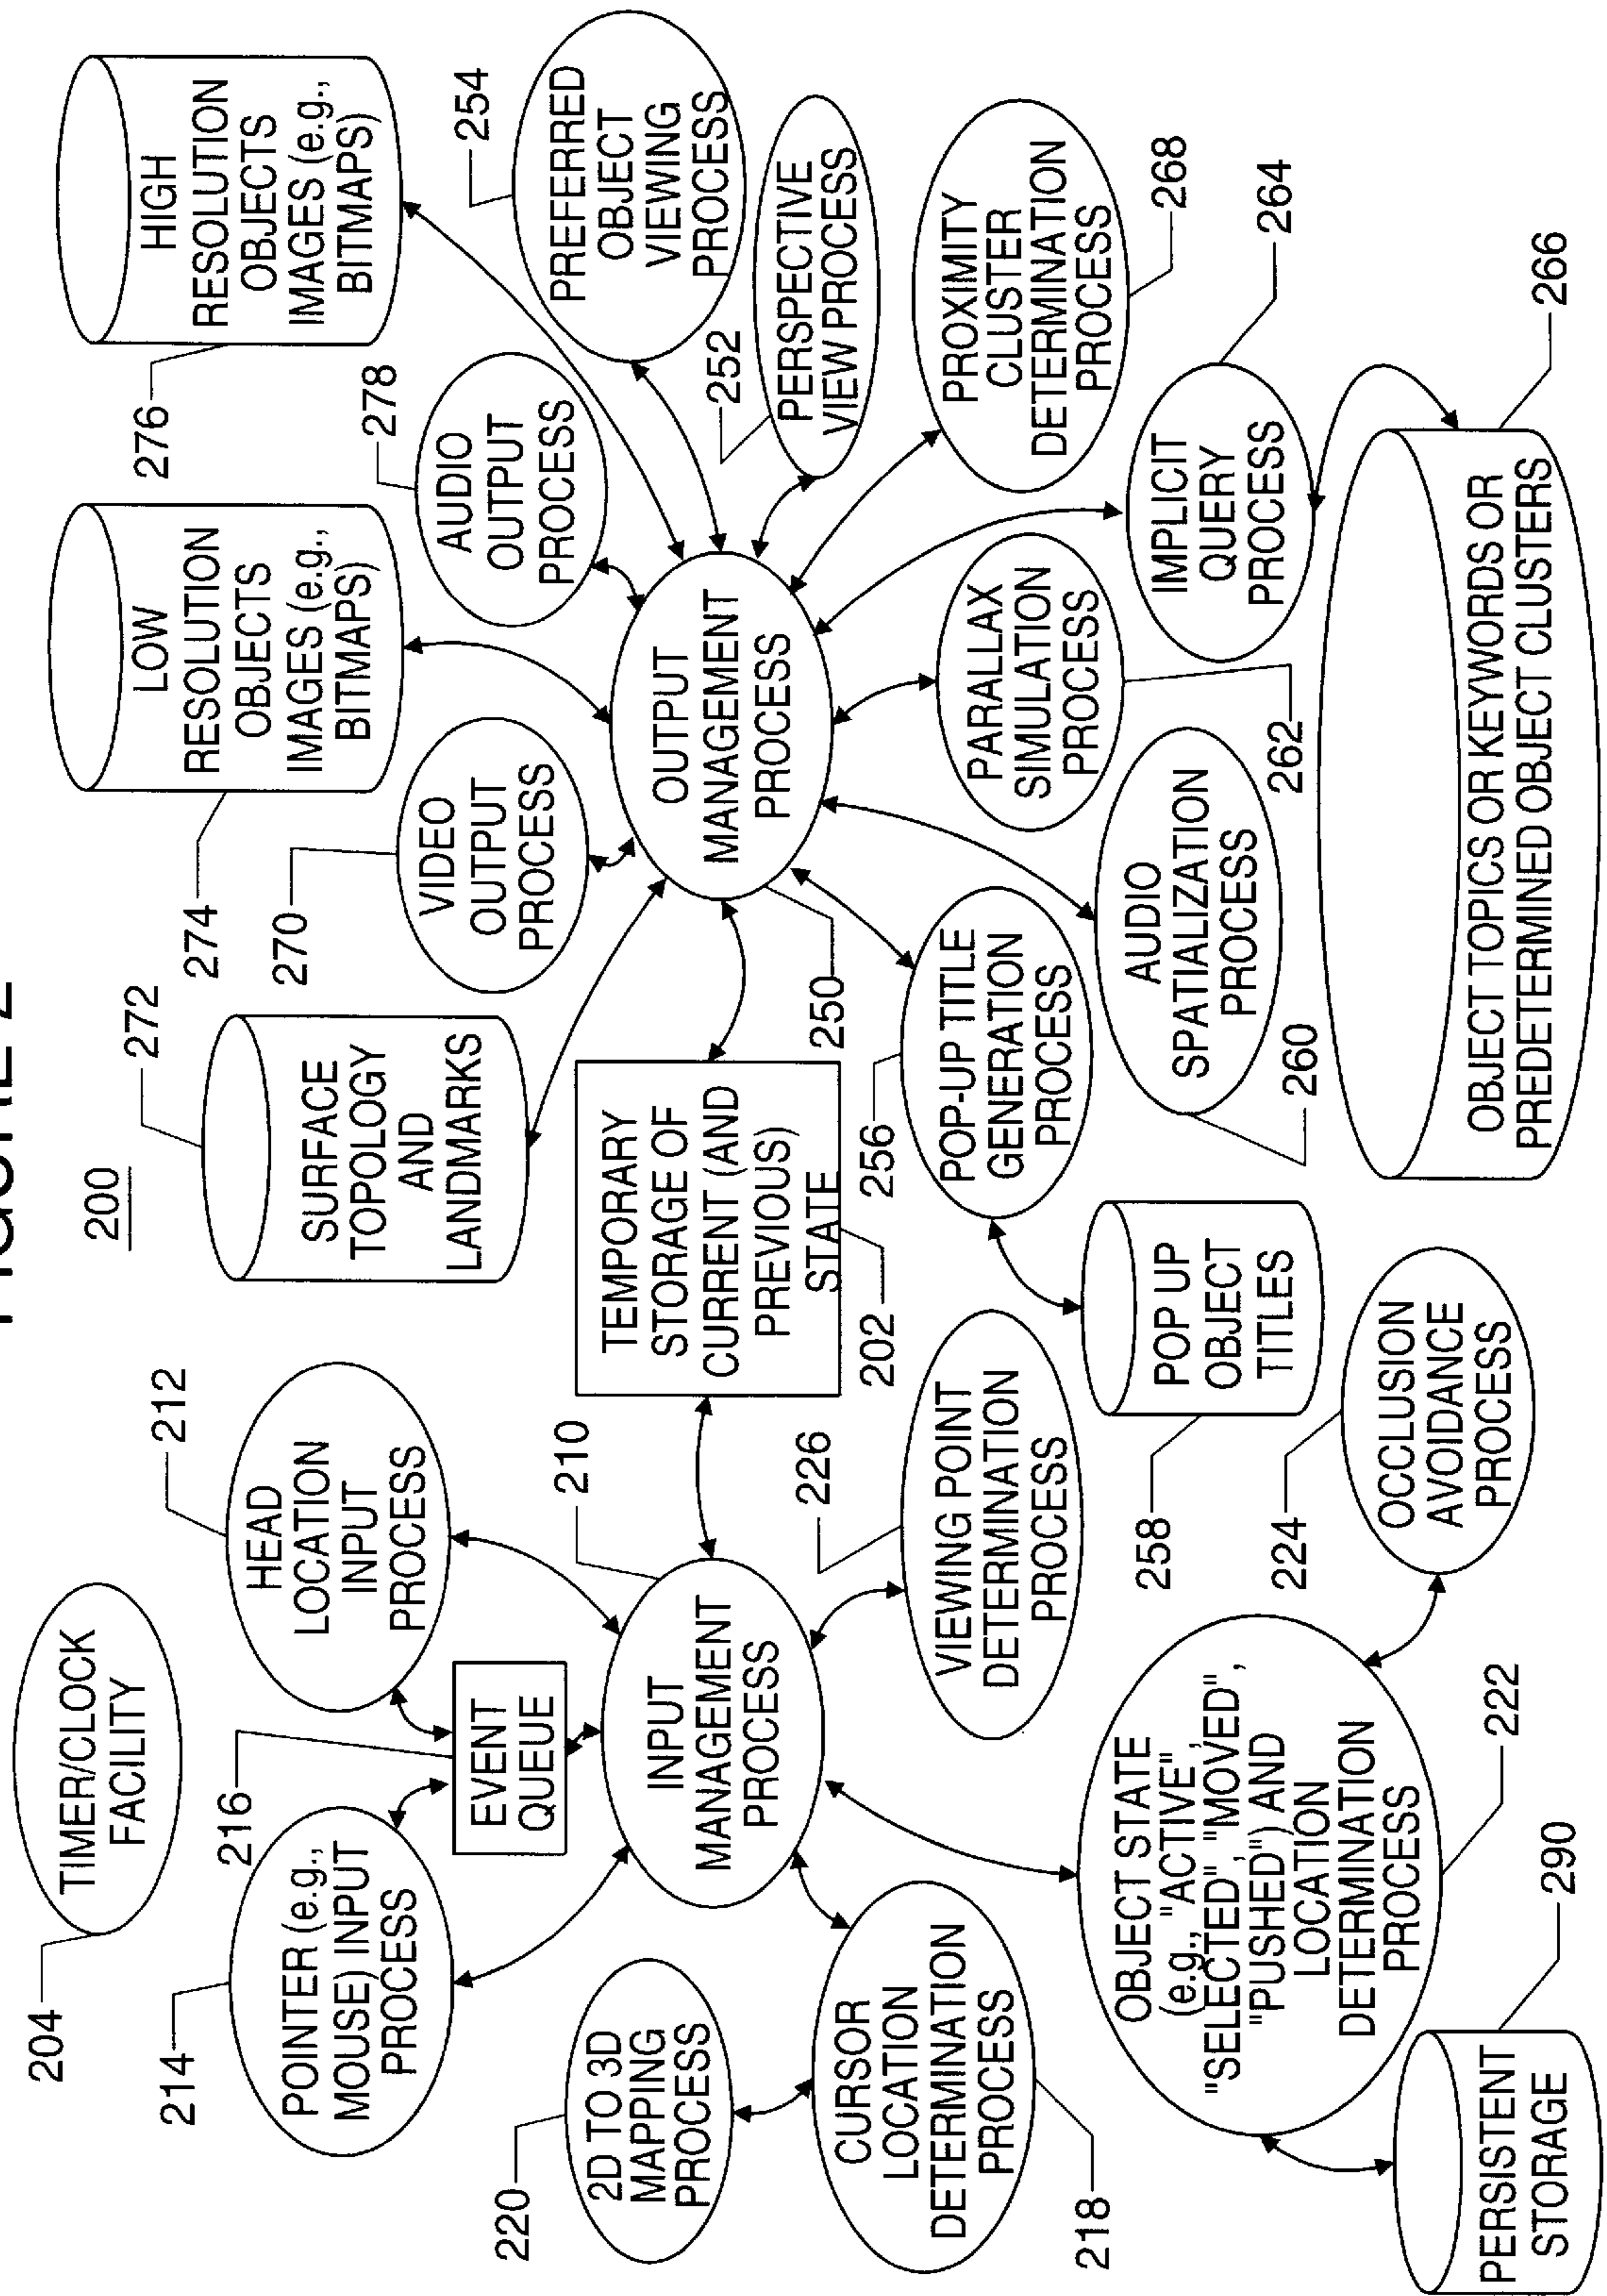 FIGURE 2
200
204
TIMER/CLOCK
FACILITY
212
HEAD
LOCATION
INPUT
PROCESS
214
POINTER (e.g.,
MOUSE) INPUT
PROCESS
216
EVENT
QUEUE
210
INPUT
MANAGEMENT
PROCESS
220
2D TO 3D
MAPPING
PROCESS
CURSOR
LOCATION
DETERMINATION
PROCESS
218
226
VIEWING POINT
DETERMINATION
PROCESS
OBJECT STATE
(e.g., "ACTIVE",
"SELECTED","MOVED",
"PUSHED") AND
LOCATION
DETERMINATION
PROCESS
222
224
OCCLUSION
AVOIDANCE
PROCESS
290
PERSISTENT
STORAGE
272
SURFACE
TOPOLOGY
AND
LANDMARKS
TEMPORARY
STORAGE OF
CURRENT (AND
PREVIOUS)
STATE
202
274
LOW
RESOLUTION
OBJECTS
IMAGES (e.g.,
BITMAPS)
270
VIDEO
OUTPUT
PROCESS
276
HIGH
RESOLUTION
OBJECTS
IMAGES (e.g.,
BITMAPS)
278
AUDIO
OUTPUT
PROCESS
254
PREFERRED
OBJECT
VIEWING
PROCESS
252
PERSPECTIVE
VIEW PROCESS
OUTPUT
MANAGEMENT
PROCESS
250
PROXIMITY
CLUSTER
DETERMINATION
PROCESS
268
IMPLICIT
QUERY
PROCESS
264
PARALLAX
SIMULATION
PROCESS
262
AUDIO
SPATIALIZATION
PROCESS
260
256
POP-UP TITLE
GENERATION
PROCESS
258
POP UP
OBJECT
TITLES
OBJECT TOPICS OR KEYWORDS OR
PREDETERMINED OBJECT CLUSTERS
266